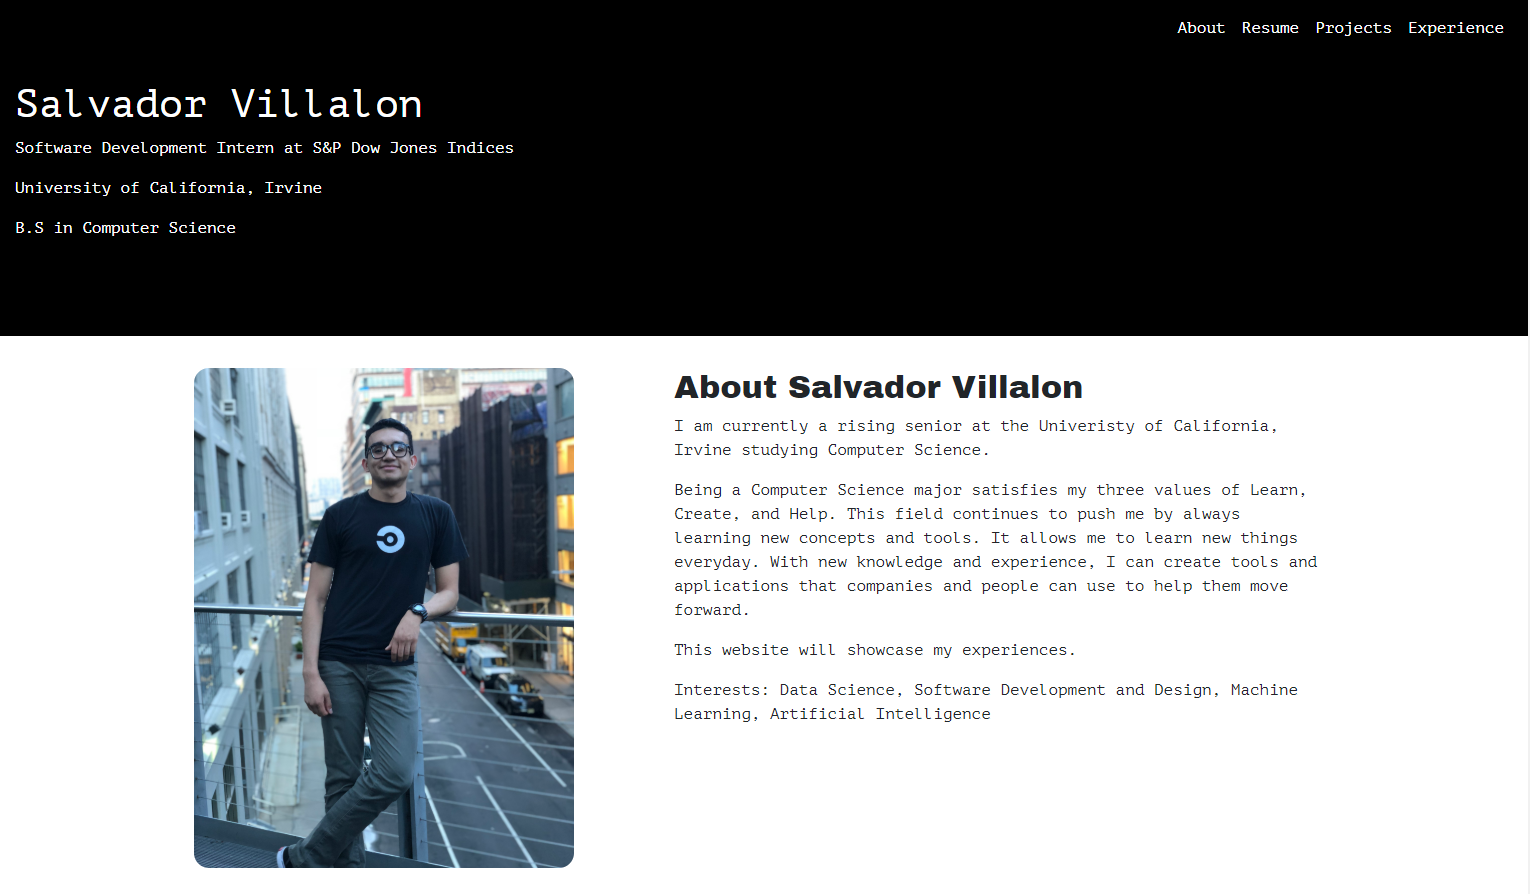 About Resume Projects Experience
Salvador Villalon
Software Development Intern at S&P Dow Jones Indices
University of California, Irvine
B.S in Computer Science
About Salvador Villalon
I am currently a rising senior at the Univeristy of California,
Irvine studying Computer Science.
Being a Computer Science major satisfies my three values of Learn,
Create, and Help. This field continues to push me by always
learning new concepts and tools. It allows me to learn new things
everyday. With new knowledge and experience, I can create tools and
applications that companies and people can use to help them move
forward.
This website will showcase my experiences.
Interests: Data Science, Software Development and Design, Machine
Learning, Artificial Intelligence